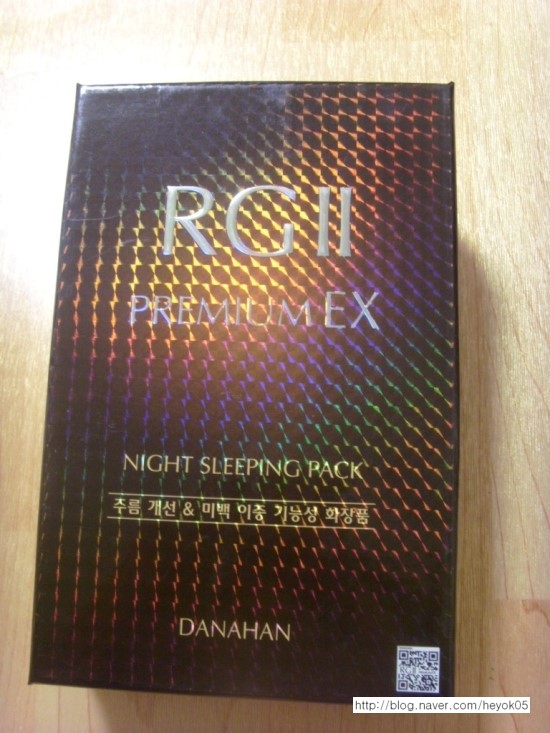 RGII
PREMIUM EX
NIGHT SLEEPING PACK
주름 개선 & 미백 이중 기능성 화장품
DANAHAN
RGII
http://blog.naver.com/heyok05